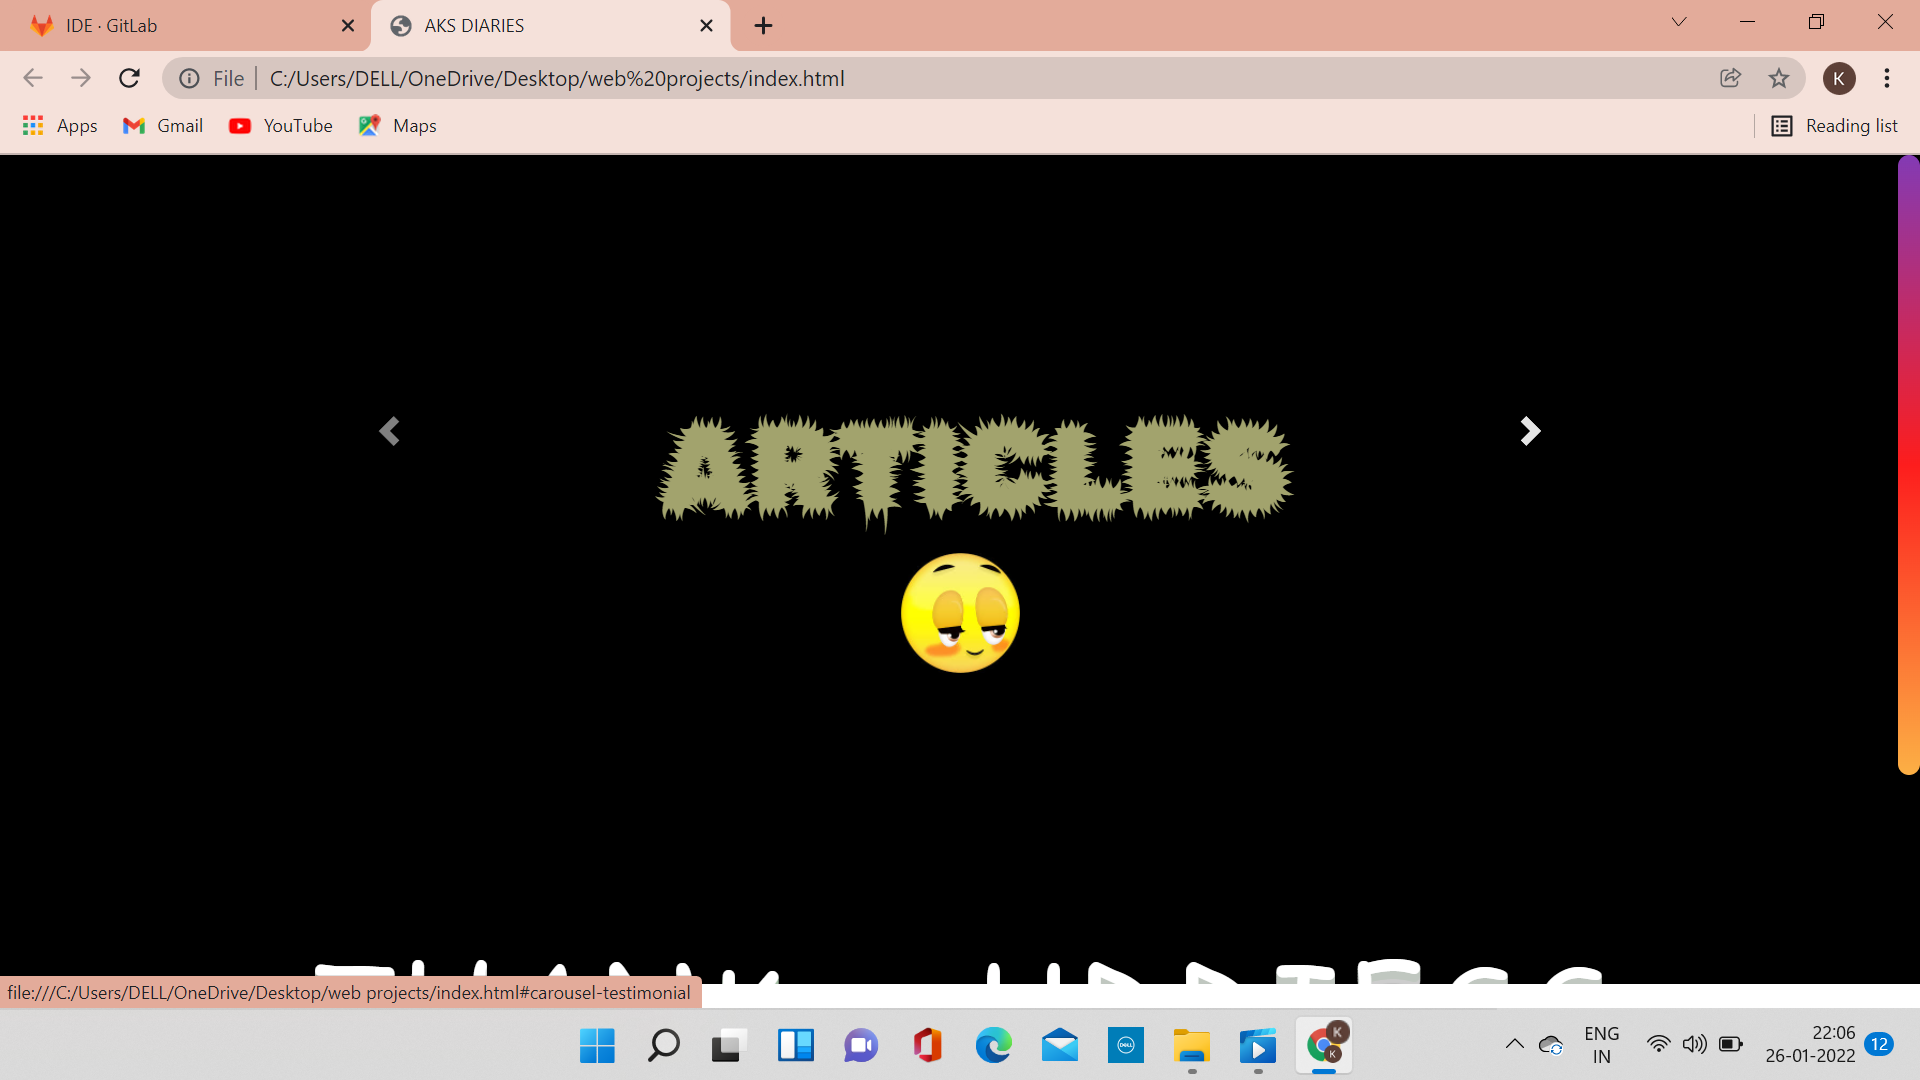 IDE · GitLab
AKS DIARIES
File
C:/Users/DELL/OneDrive/Desktop/web%20projects/index.html
K
Apps
Gmail
YouTube
Maps
Reading list
ARTICLES
file:///C:/Users/DELL/OneDrive/Desktop/web projects/index.html#carousel-testimonial
DELL
K
K
ENG
IN
22:06
26-01-2022
12